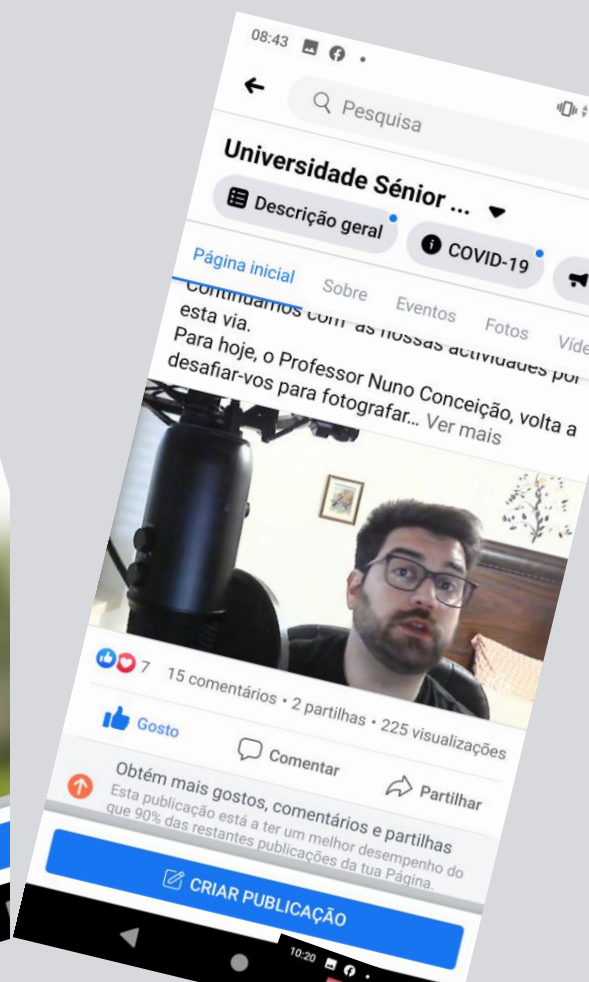 08:43
Pesquisa
Universidade Sénior ...
Descrição geral
COVID-19
Página inicial
Sobre
Eventos
Fotos
Víde
Continuamos com as nossas actividades por
esta via.
Para hoje, o Professor Nuno Conceição, volta a
desafiar-vos para fotografar... Ver mais
7
15 comentários • 2 partilhas • 225 visualizações
Gosto
Comentar
Partilhar
Obtém mais gostos, comentários e partilhas
Esta publicação está a ter um melhor desempenho do
que 90% das restantes publicações da tua Página.
CRIAR PUBLICAÇÃO
10:20